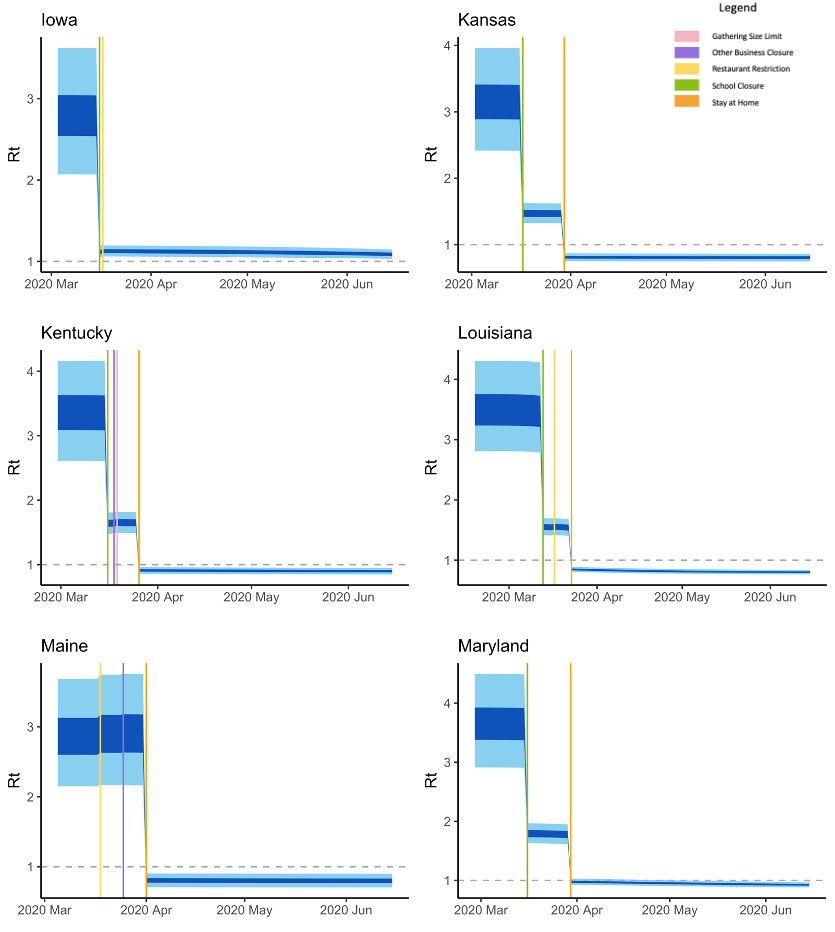 Iowa
Rt
3
2
1
2020 Mar 2020 Apr 2020 May 2020 Jun
Kansas
Rt
4
3
2
1
2020 Mar 2020 Apr 2020 May 2020 Jun
Legend
Gathering Size Limit
Other Business Closure
Restaurant Restriction
School Closure
Stay at Home
Kentucky
Rt
4
3
2
1
2020 Mar 2020 Apr 2020 May 2020 Jun
Louisiana
Rt
4
3
2
1
2020 Mar 2020 Apr 2020 May 2020 Jun
Maine
Rt
3
2
1
2020 Mar 2020 Apr 2020 May 2020 Jun
Maryland
Rt
4
3
2
1
2020 Mar 2020 Apr 2020 May 2020 Jun